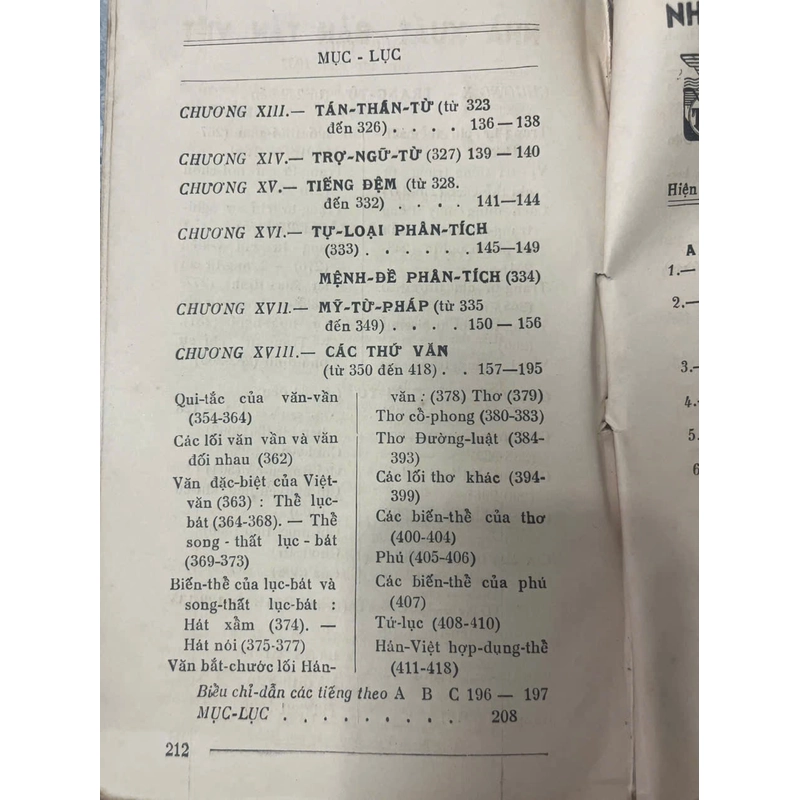 MỤC - LỤC
CHƯƠNG XIII.— TÁN-THÁN-TỪ (từ 323
đến 326) . . . . 136 — 138
CHƯƠNG XIV.— TRỢ-NGỮ-TỪ (327) 139 — 140
CHƯƠNG XV.— TIẾNG ĐỆM (từ 328.
đến 332) . . . . 141—144
CHƯƠNG XVI.— TỰ-LOẠI PHÂN-TÍCH
(333) . . . . . . 145—149
MỆNH-ĐỀ PHÂN-TÍCH (334)
CHƯƠNG XVII.— MỸ-TỪ-PHÁP (từ 335
đến 349) . . . . 150 — 156
CHƯƠNG XVIII.— CÁC THỨ VĂN
(từ 350 đến 418) . . 157—195
Qui-tắc của văn-vần
(354-364)
Các lối văn vần và văn
đối nhau (362)
Văn đặc-biệt của Việt-
văn (363) : Thể lục-
bát (364-368). — Thể
song - thất lục - bát
(369-373)
Biến-thể của lục-bát và
song-thất lục-bát :
Hát xẩm (374). —
Hát nói (375-377)
Văn bắt-chước lối Hán-
văn : (378) Thơ (379)
Thơ cổ-phong (380-383)
Thơ Đường-luật (384-
393)
Các lối thơ khác (394-
399)
Các biến-thể của thơ
(400-404)
Phú (405-406)
Các biến-thể của phú
(407)
Tứ-lục (408-410)
Hán-Việt hợp-dụng-thể
(411-418)
Biểu chỉ-dẫn các tiếng theo A B C 196 — 197
MỤC-LỤC . . . . . . . . . 208
212
NH
Hiện
A
1.—
2.—
3.-
4.
5.
6